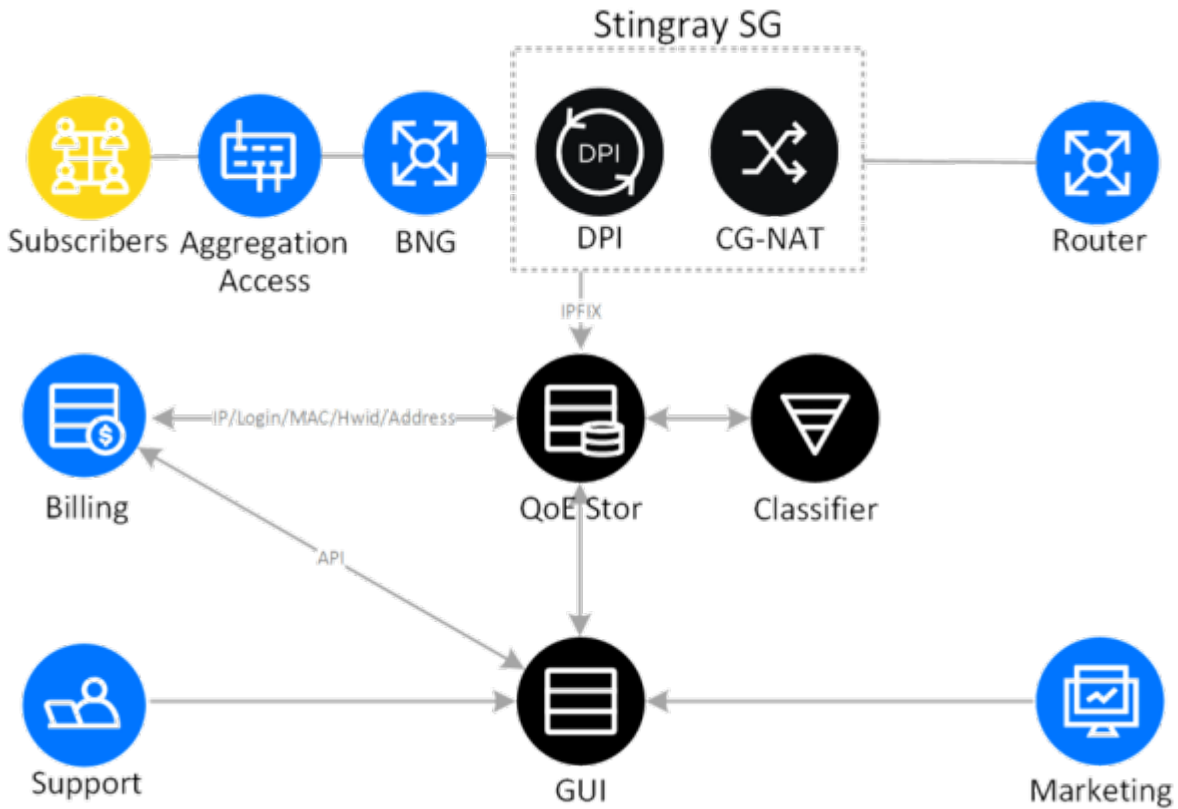 Stingray SG
DPI
Subscribers
Aggregation
Access
BNG
DPI
CG-NAT
Router
IPFIX
$
IP/Login/MAC/Hwid/Address
Billing
QoE Stor
Classifier
API
Support
GUI
Marketing